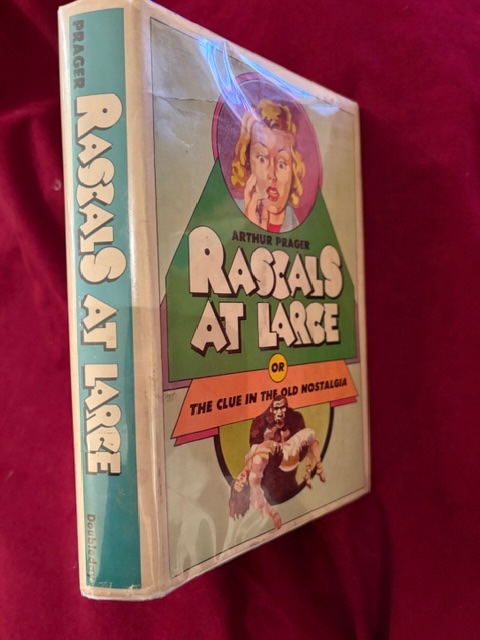 PRAGER
RASCALS AT LARGE
Doubleday
ARTHUR PRAGER
RASCALS
AT LARGE
OR
THE CLUE IN THE OLD NOSTALGIA